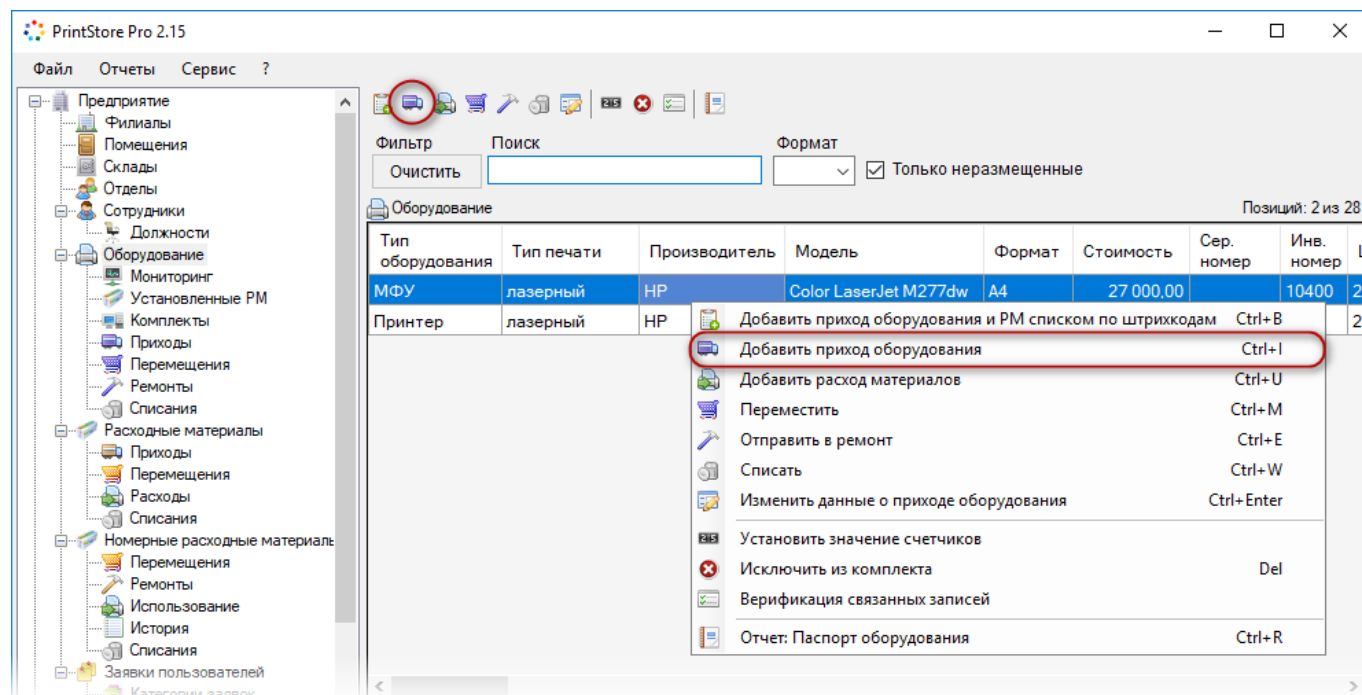 PrintStore Pro 2.15
Файл Отчеты Сервис ?
Предприятие
Филиалы
Помещения
Склады
Отделы
Сотрудники
Должности
Оборудование
Мониторинг
Установленные РМ
Комплекты
Приходы
Перемещения
Ремонты
Списания
Расходные материалы
Приходы
Перемещения
Расходы
Списания
Номерные расходные материаль
Перемещения
Ремонты
Использование
История
Списания
Заявки пользователей
Категории заявок
Фильтр Поиск Формат
Очистить Только неразмещенные
Оборудование Позиций: 2 из 28
Тип оборудования Тип печати Производитель Модель Формат Стоимость Сер. номер Инв. номер
МФУ лазерный HP Color LaserJet M277dw A4 27 000,00 10400 2
Принтер лазерный HP 2
Добавить приход оборудования и РМ списком по штрихкодам Ctrl+B
Добавить приход оборудования Ctrl+I
Добавить расход материалов Ctrl+U
Переместить Ctrl+M
Отправить в ремонт Ctrl+E
Списать Ctrl+W
Изменить данные о приходе оборудования Ctrl+Enter
Установить значение счетчиков
Исключить из комплекта Del
Верификация связанных записей
Отчет: Паспорт оборудования Ctrl+R